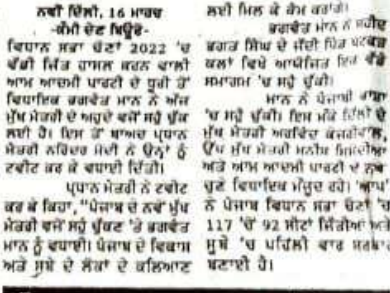 ਨਵੀਂ ਦਿੱਲੀ, 16 ਮਾਰਚ
-ਕੌਮੀ ਦੇਣ ਬਿਊਰੋ-
ਵਿਧਾਨ ਸਭਾ ਚੋਣਾਂ 2022 'ਚ
ਵੱਡੀ ਜਿੱਤ ਹਾਸਲ ਕਰਨ ਵਾਲੀ
ਆਮ ਆਦਮੀ ਪਾਰਟੀ ਦੇ ਧੂਰੀ ਤੋਂ
ਵਿਧਾਇਕ ਭਗਵੰਤ ਮਾਨ ਨੇ ਅੱਜ
ਮੁੱਖ ਮੰਤਰੀ ਦੇ ਅਹੁਦੇ ਵਜੋਂ ਸਹੁੰ ਚੁੱਕ
ਲਈ ਹੈ। ਇਸ ਤੋਂ ਬਾਅਦ ਪ੍ਰਧਾਨ
ਮੰਤਰੀ ਨਰਿੰਦਰ ਮੋਦੀ ਨੇ ਉਨ੍ਹਾਂ ਨੂੰ
ਟਵੀਟ ਕਰ ਕੇ ਵਧਾਈ ਦਿੱਤੀ।
ਪ੍ਰਧਾਨ ਮੰਤਰੀ ਨੇ ਟਵੀਟ
ਕਰ ਕੇ ਕਿਹਾ, "ਪੰਜਾਬ ਦੇ ਨਵੇਂ ਮੁੱਖ
ਮੰਤਰੀ ਵਜੋਂ ਸਹੁੰ ਚੁੱਕਣ 'ਤੇ ਭਗਵੰਤ
ਮਾਨ ਨੂੰ ਵਧਾਈ। ਪੰਜਾਬ ਦੇ ਵਿਕਾਸ
ਅਤੇ ਸੂਬੇ ਦੇ ਲੋਕਾਂ ਦੇ ਕਲਿਆਣ
ਲਈ ਮਿਲ ਕੇ ਕੰਮ ਕਰਾਂਗੇ।
ਭਗਵੰਤ ਮਾਨ ਨੇ ਸ਼ਹੀਦ
ਭਗਤ ਸਿੰਘ ਦੇ ਜੱਦੀ ਪਿੰਡ ਖਟਕੜ
ਕਲਾਂ ਵਿਖੇ ਆਯੋਜਿਤ ਇਕ ਵੱਡੇ
ਸਮਾਗਮ 'ਚ ਸਹੁੰ ਚੁੱਕੀ।
ਮਾਨ ਨੇ ਪੰਜਾਬੀ ਭਾਸ਼ਾ
'ਚ ਸਹੁੰ ਚੁੱਕੀ। ਇਸ ਮੌਕੇ ਦਿੱਲੀ ਦੇ
ਮੁੱਖ ਮੰਤਰੀ ਅਰਵਿੰਦ ਕੇਜਰੀਵਾਲ,
ਉਪ ਮੁੱਖ ਮੰਤਰੀ ਮਨੀਸ਼ ਸਿਸੋਦੀਆ
ਅਤੇ ਆਮ ਆਦਮੀ ਪਾਰਟੀ ਦੇ ਨਵੇਂ
ਚੁਣੇ ਵਿਧਾਇਕ ਮੌਜੂਦ ਰਹੇ। 'ਆਪ'
ਨੇ ਪੰਜਾਬ ਵਿਧਾਨ ਸਭਾ ਚੋਣਾਂ 'ਚ
117 'ਚੋਂ 92 ਸੀਟਾਂ ਜਿੱਤੀਆਂ ਅਤੇ
ਸੂਬੇ 'ਚ ਪਹਿਲੀ ਵਾਰ ਸਰਕਾਰ
ਬਣਾਈ ਹੈ।